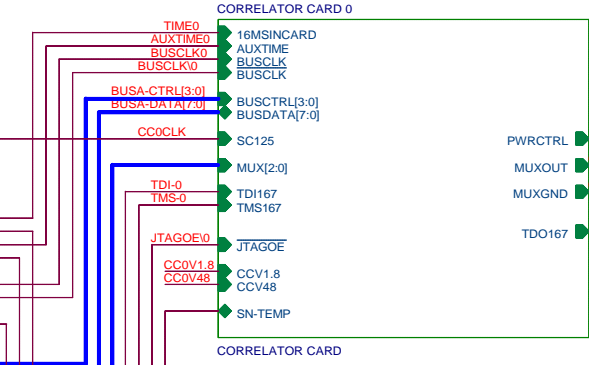 CORRELATOR CARD 0
TIME0
16MSINCARD
AUXTIME0
AUXTIME
BUSCLK0
BUSCLK
BUSCLK\0
BUSCLK
BUSA-CTRL[3:0]
BUSCTRL[3:0]
BUSA-DATA[7:0]
BUSDATA[7:0]
CC0CLK
SC125
PWRCTRL
MUX[2:0]
MUXOUT
TDI-0
TDI167
MUXGND
TMS-0
TMS167
TDO167
JTAGOE\0
JTAGOE
CC0V1.8
CCV1.8
CC0V48
CCV48
SN-TEMP
CORRELATOR CARD